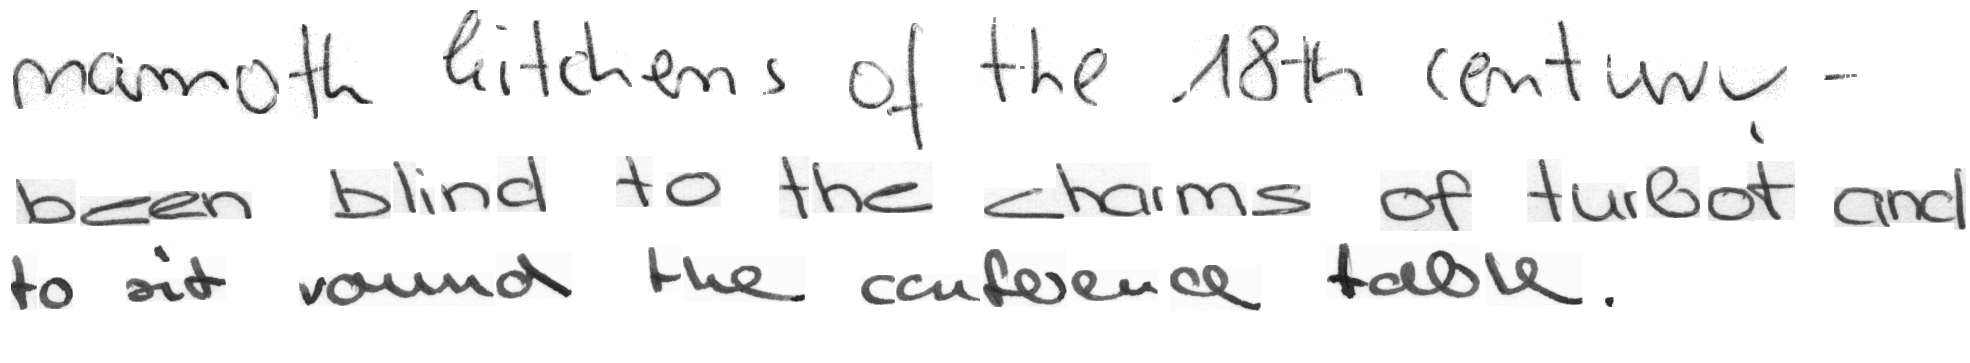 mammoth kitchens of the 18th century -
been blind to the charms of turbot and
to sit round the conference table.